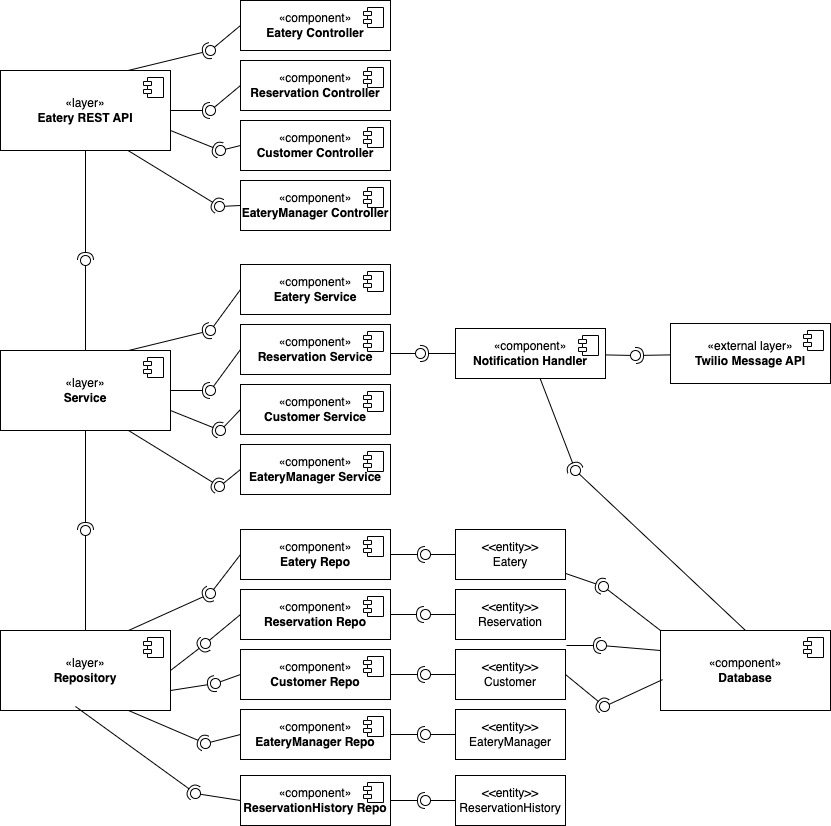 «component»
Eatery Controller
«component»
Reservation Controller
«layer»
Eatery REST API
«component»
Customer Controller
«component»
EateryManager Controller
«component»
Eatery Service
«component»
Reservation Service
«component»
Notification Handler
«external layer»
Twilio Message API
«layer»
Service
«component»
Customer Service
«component»
EateryManager Service
«component»
Eatery Repo
<<entity>>
Eatery
«component»
Reservation Repo
<<entity>>
Reservation
«layer»
Repository
«component»
Customer Repo
<<entity>>
Customer
«component»
Database
«component»
EateryManager Repo
<<entity>>
EateryManager
«component»
ReservationHistory Repo
<<entity>>
ReservationHistory